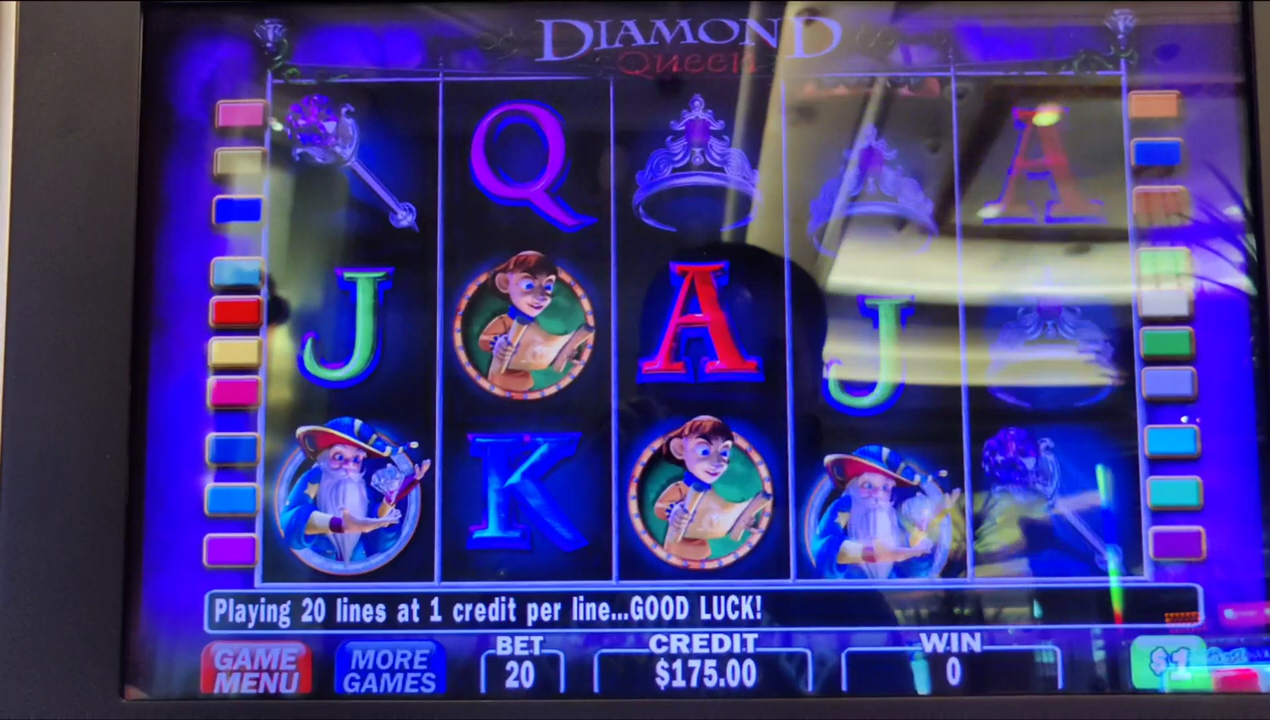 DIAMOND
Queen
Q
A
J
A
J
K
Playing 20 lines at 1 credit per line...GOOD LUCK!
GAME MENU
MORE GAMES
BET
20
CREDIT
$175.00
WIN
0
$1